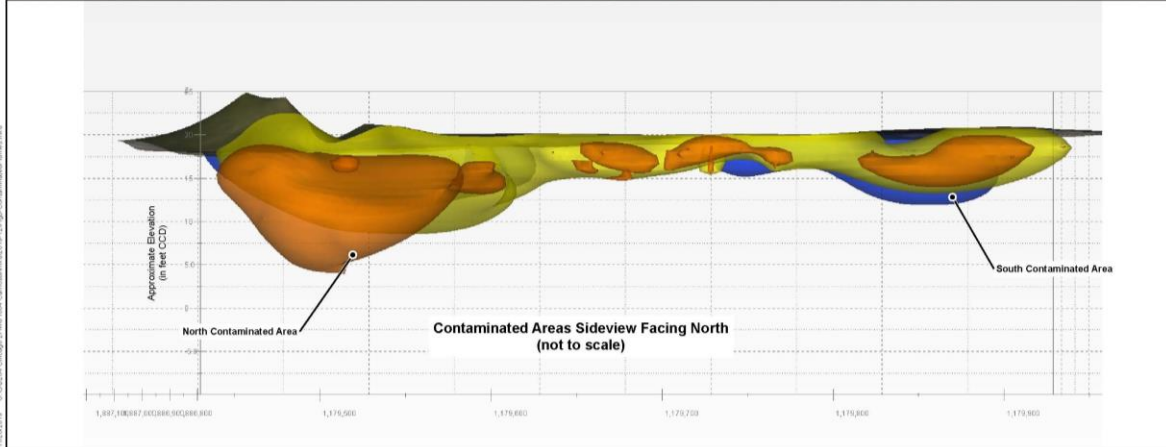 20
15
10
5.0
0
Approximate Elevation
(in feet CCD)
South Contaminated Area
North Contaminated Area
Contaminated Areas Sideview Facing North
(not to scale)
1,179,500
1,179,600
1,179,700
1,179,800
1,179,900